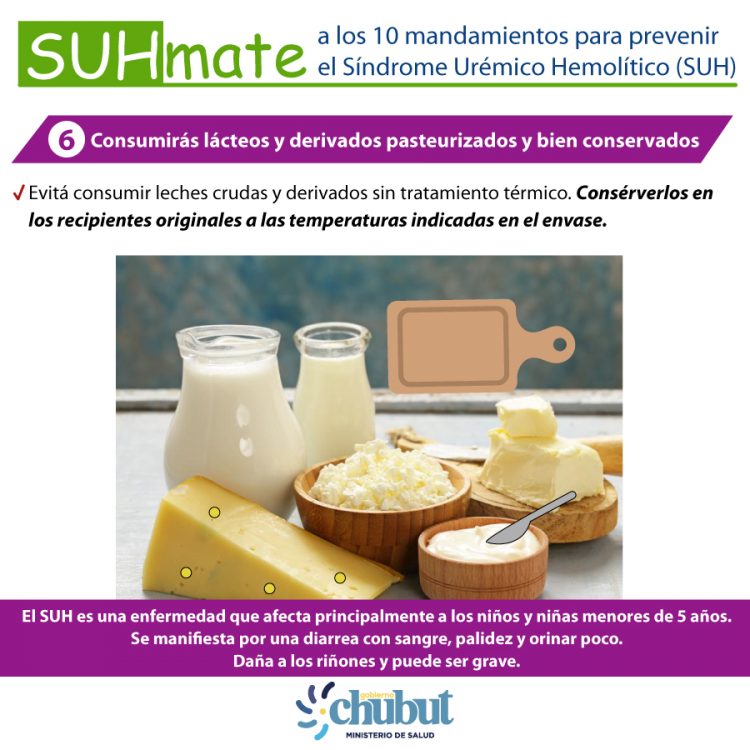 SUHmate
a los 10 mandamientos para prevenir
el Síndrome Urémico Hemolítico (SUH)
6 Consumirás lácteos y derivados pasteurizados y bien conservados
Evitá consumir leches crudas y derivados sin tratamiento térmico. Consérverlos en
los recipientes originales a las temperaturas indicadas en el envase.
El SUH es una enfermedad que afecta principalmente a los niños y niñas menores de 5 años.
Se manifiesta por una diarrea con sangre, palidez y orinar poco.
Daña a los riñones y puede ser grave.
gobierno
chubut
MINISTERIO DE SALUD